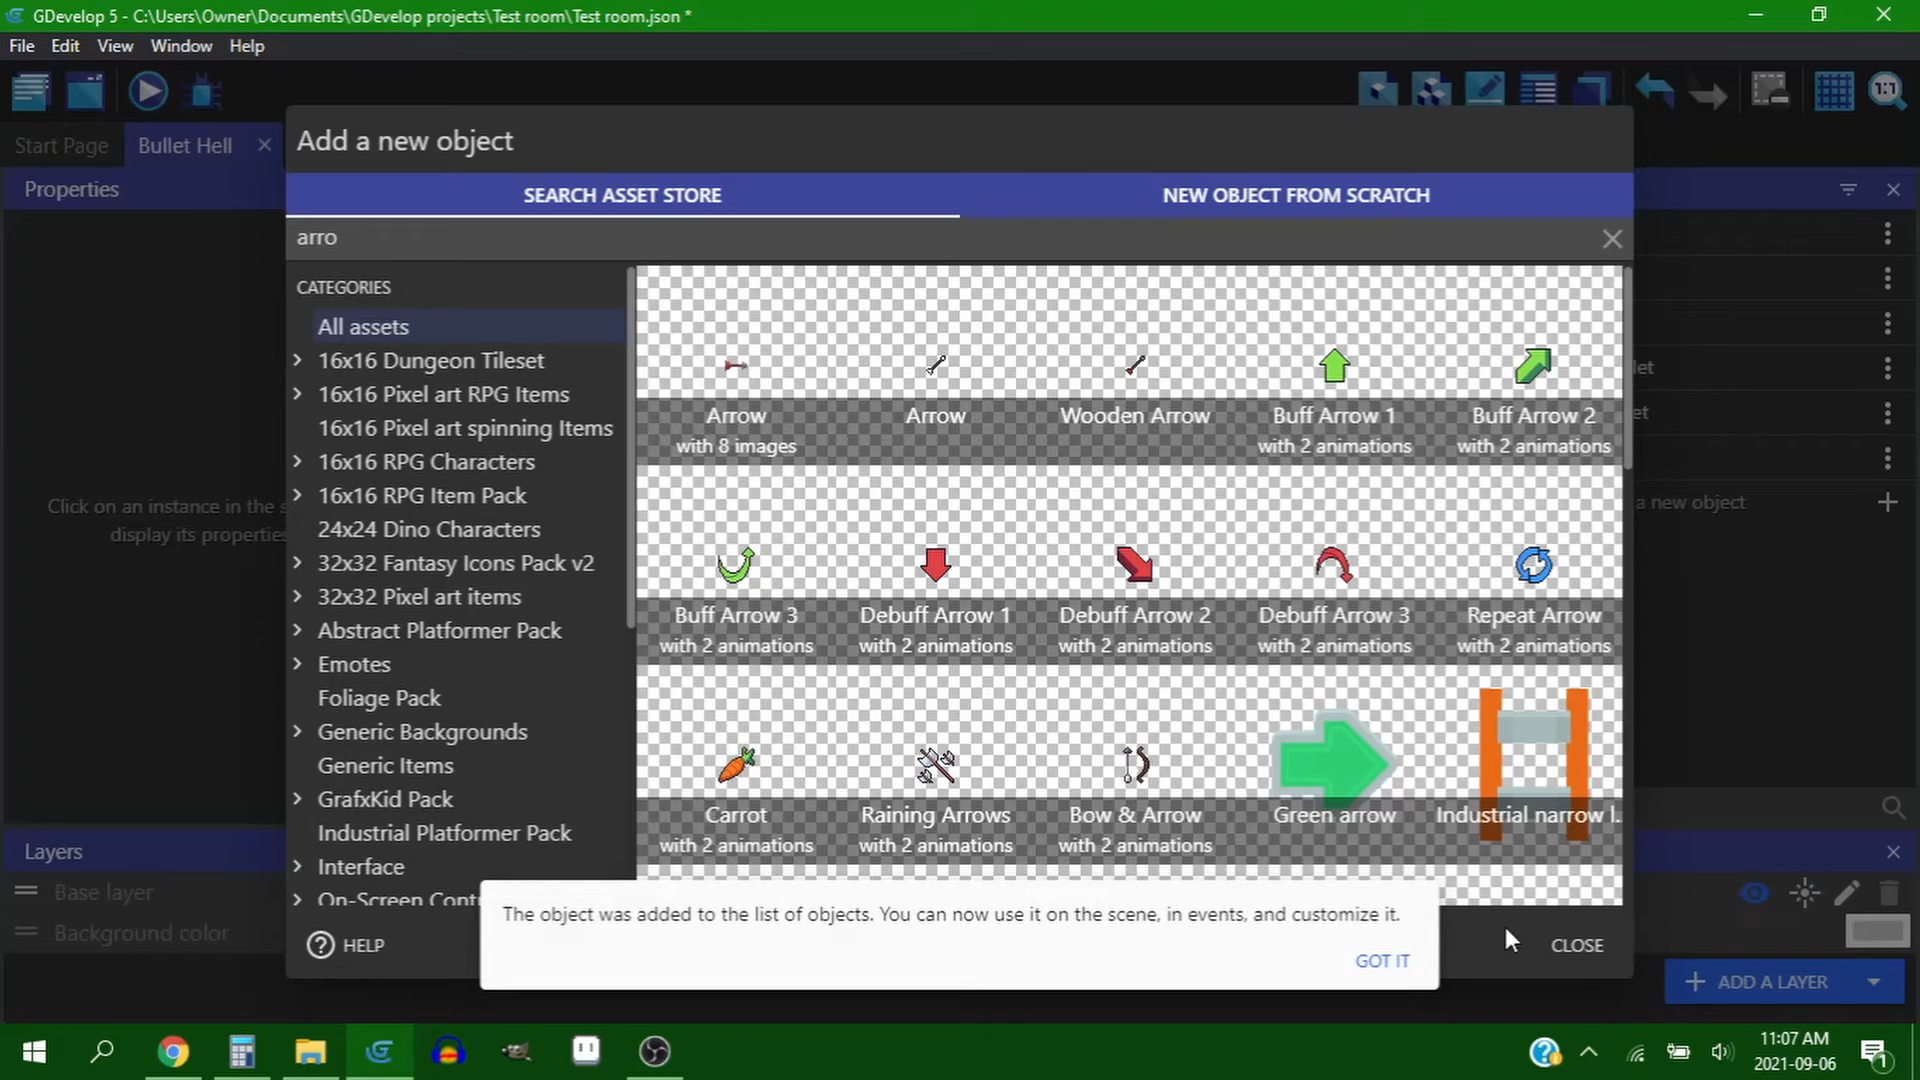 GDevelop 5 - C:\Users\Owner\Documents\GDevelop projects\Test room\Test room.json *
File Edit View Window Help
1:1
Start Page
Bullet Hell
Properties
Click on an instance in the s
display its propertie
Add a new object
SEARCH ASSET STORE
NEW OBJECT FROM SCRATCH
arro
CATEGORIES
All assets
16x16 Dungeon Tileset
16x16 Pixel art RPG Items
16x16 Pixel art spinning Items
16x16 RPG Characters
16x16 RPG Item Pack
24x24 Dino Characters
32x32 Fantasy Icons Pack v2
32x32 Pixel art items
Abstract Platformer Pack
Emotes
Foliage Pack
Generic Backgrounds
Generic Items
GrafxKid Pack
Industrial Platformer Pack
Interface
On-Screen Cont
Arrow
with 8 images
Arrow
Wooden Arrow
Buff Arrow 1
with 2 animations
Buff Arrow 2
with 2 animations
Buff Arrow 3
with 2 animations
Debuff Arrow 1
with 2 animations
Debuff Arrow 2
with 2 animations
Debuff Arrow 3
with 2 animations
Repeat Arrow
with 2 animations
Carrot
with 2 animations
Raining Arrows
with 2 animations
Bow & Arrow
with 2 animations
Green arrow
Industrial narrow l...
let
et
a new object
Layers
Base layer
Background color
HELP
The object was added to the list of objects. You can now use it on the scene, in events, and customize it.
GOT IT
CLOSE
ADD A LAYER
11:07 AM
2021-09-06
1